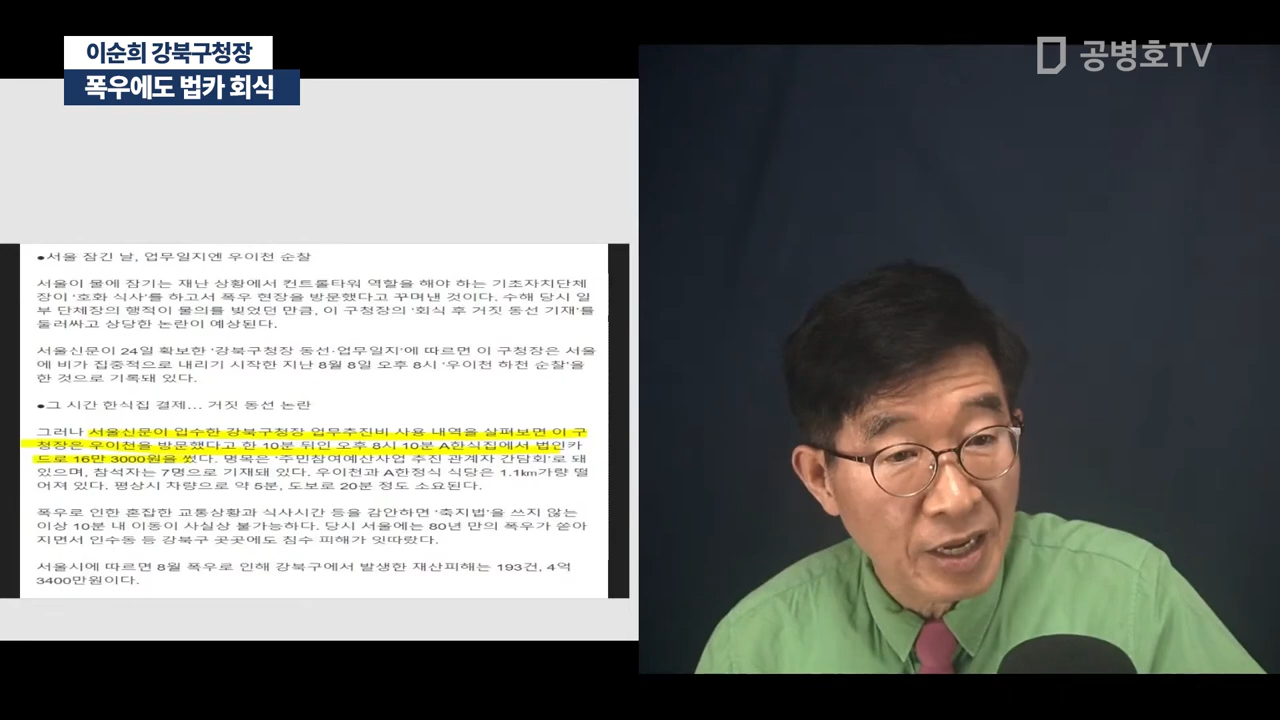 이순희 강북구청장
폭우에도 법카 회식
공병호TV
●서울 잠긴 날, 업무일지엔 우이천 순찰
서울이 물에 잠기는 재난 상황에서 컨트롤타워 역할을 해야 하는 기초자치단체
장이 ‘호화 식사’를 하고서 폭우 현장을 방문했다고 꾸며낸 것이다. 수해 당시 일
부 단체장의 행적이 물의를 빚었던 만큼, 이 구청장의 ‘회식 후 거짓 동선 기재’를
둘러싸고 상당한 논란이 예상된다.
서울신문이 24일 확보한 ‘강북구청장 동선·업무일지’에 따르면 이 구청장은 서울
에 비가 집중적으로 내리기 시작한 지난 8월 8일 오후 8시 ‘우이천 하천 순찰’을
한 것으로 기록돼 있다.
●그 시간 한식집 결제... 거짓 동선 논란
그러나 서울신문이 입수한 강북구청장 업무추진비 사용 내역을 살펴보면 이 구
청장은 우이천을 방문했다고 한 10분 뒤인 오후 8시 10분 A한식집에서 법인카
드로 16만 3000원을 썼다. 명목은 ‘주민참여예산사업 추진 관계자 간담회’로 돼
있으며, 참석자는 7명으로 기재돼 있다. 우이천과 A한정식 식당은 1.1km가량 떨
어져 있다. 평상시 차량으로 약 5분, 도보로 20분 정도 소요된다.
폭우로 인한 혼잡한 교통상황과 식사시간 등을 감안하면 ‘축지법’을 쓰지 않는
이상 10분 내 이동이 사실상 불가능하다. 당시 서울에는 80년 만의 폭우가 쏟아
지면서 인수동 등 강북구 곳곳에도 침수 피해가 잇따랐다.
서울시에 따르면 8월 폭우로 인해 강북구에서 발생한 재산피해는 193건, 4억
3400만원이다.